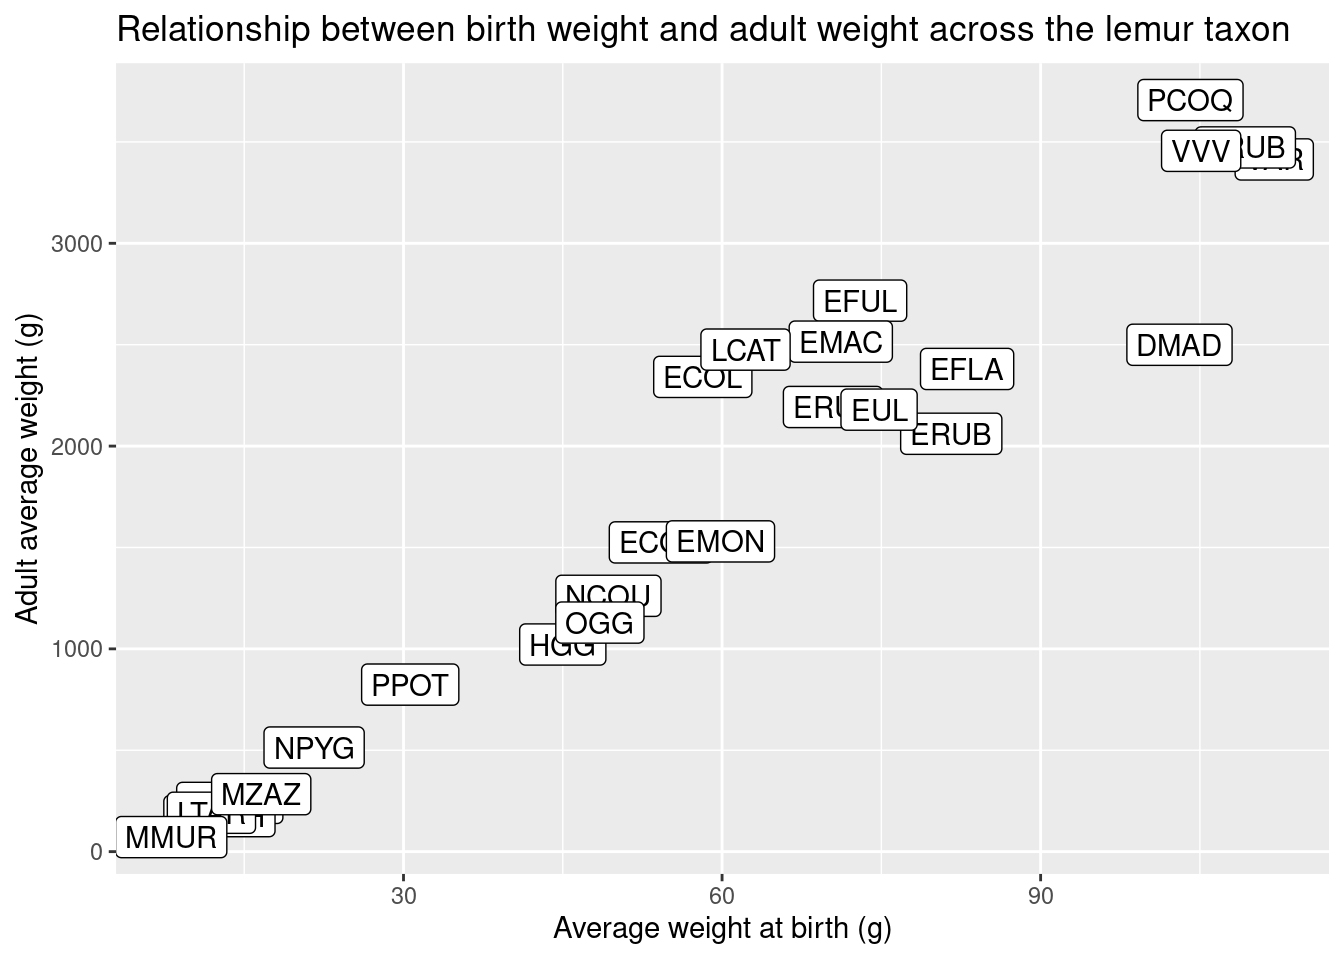 Relationship between birth weight and adult weight across the lemur taxon
PCOQ
VVV
3000
EFUL
EMAC
LCAT
DMAD
ECOL
EFLA
EUL
ERUB
2000
EMON
NCOU
OGG
HGG
1000
PPOT
NPYG
MZAZ
MMUR
0
30
60
90
Average weight at birth (g)
Adult average weight (g)